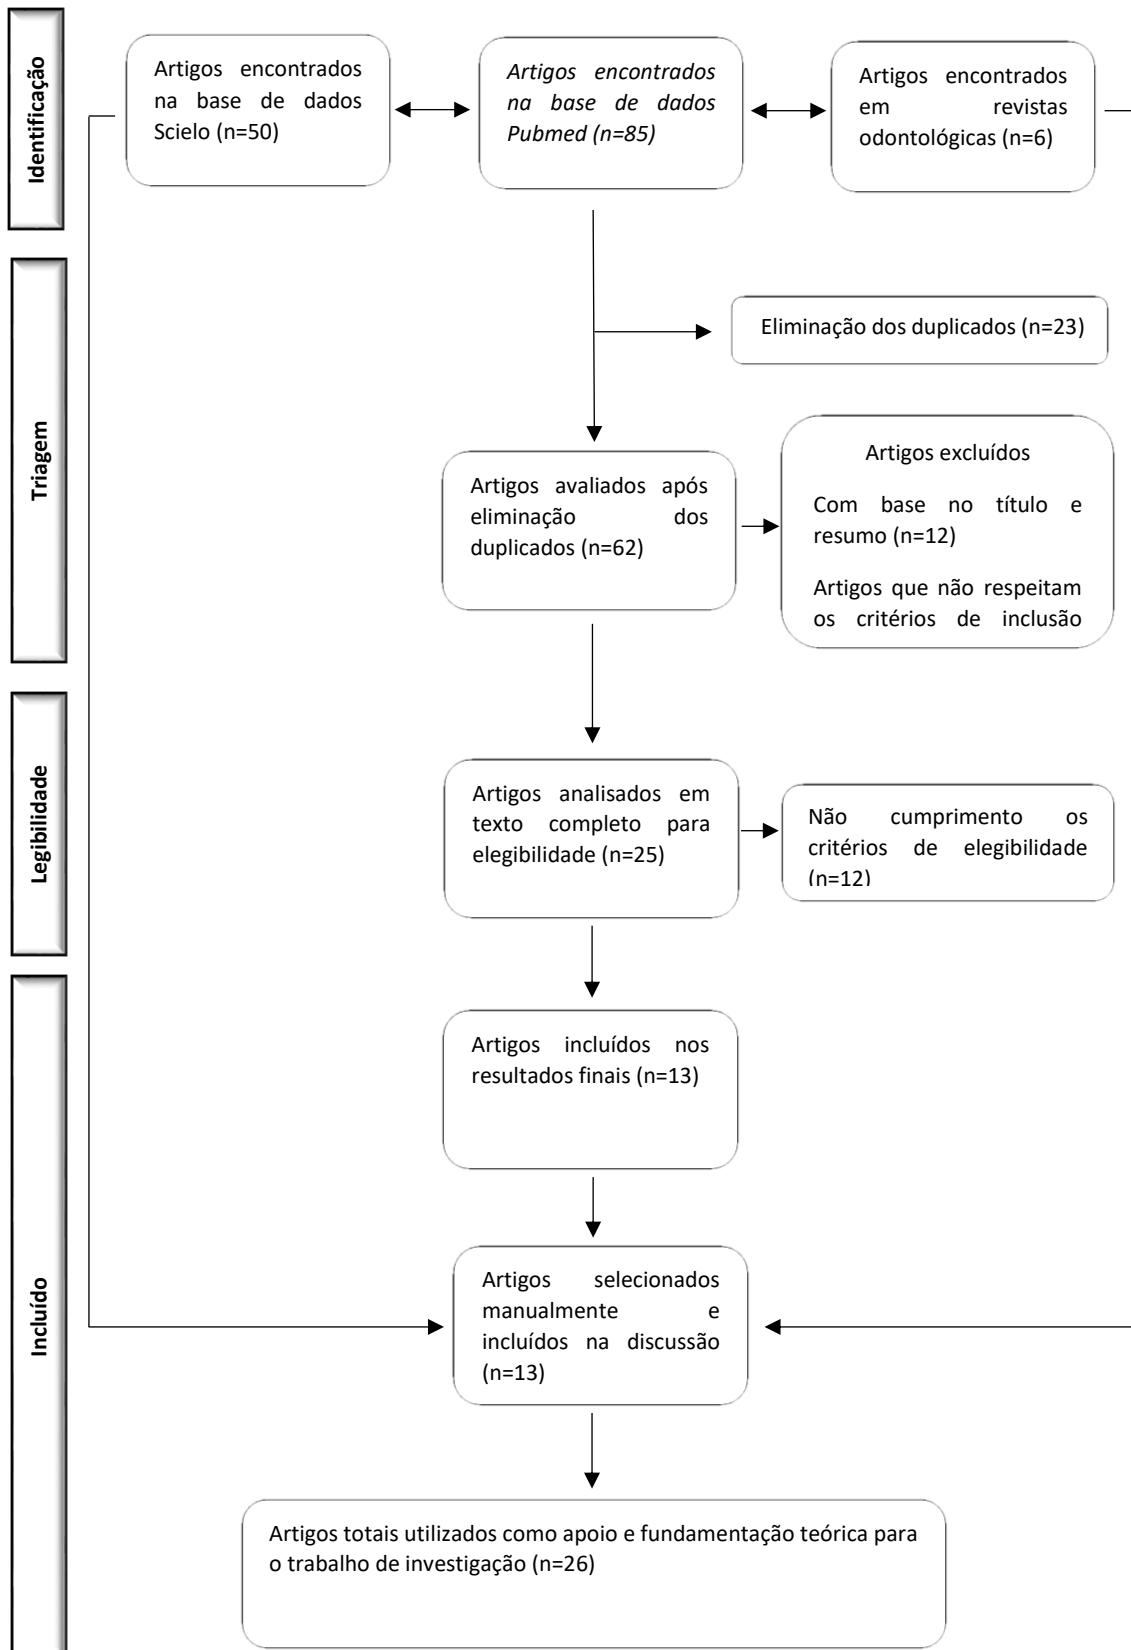 Identificação
Artigos encontrados
na base de dados
Scielo (n=50)
Artigos encontrados
na base de dados
Pubmed (n=85)
Artigos encontrados
em revistas
odontológicas (n=6)
Triagem
Eliminação dos duplicados (n=23)
Artigos avaliados após
eliminação dos
duplicados (n=62)
Artigos excluídos
Com base no título e
resumo (n=12)
Artigos que não respeitam
os critérios de inclusão
Legibilidade
Artigos analisados em
texto completo para
elegibilidade (n=25)
Não cumprimento os
critérios de elegibilidade
(n=12)
Incluído
Artigos incluídos nos
resultados finais (n=13)
Artigos selecionados
manualmente e
incluídos na discussão
(n=13)
Artigos totais utilizados como apoio e fundamentação teórica para
o trabalho de investigação (n=26)